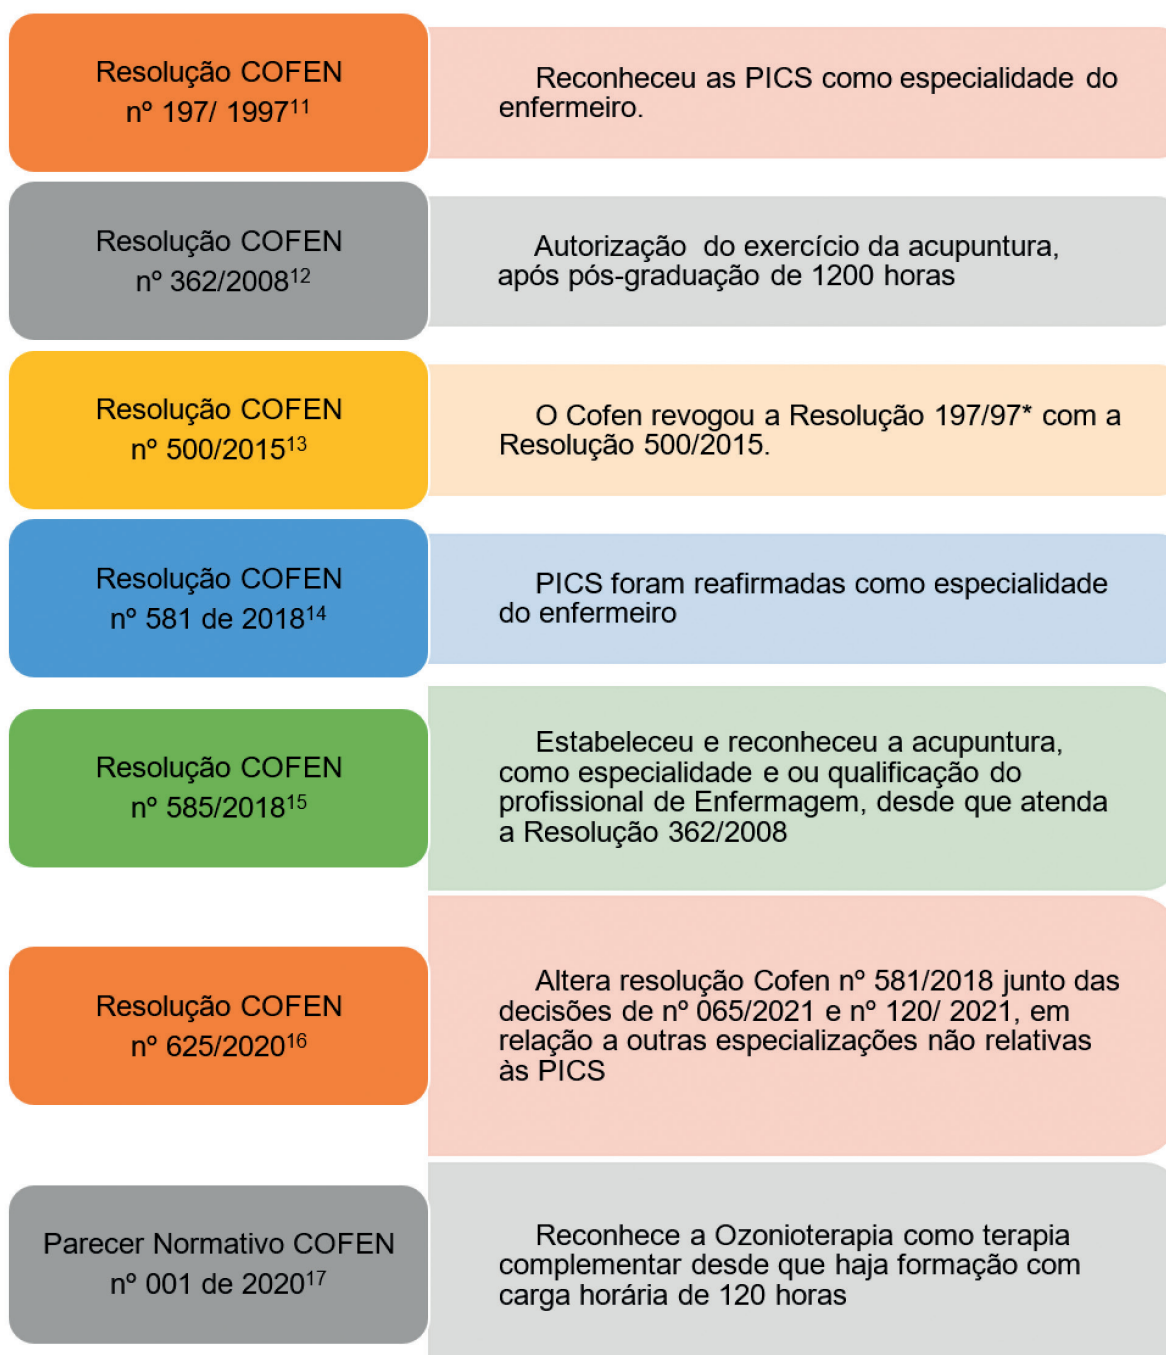 Resolução COFEN
nº 197/ 1997¹¹
Reconheceu as PICS como especialidade do
enfermeiro.
Resolução COFEN
nº 362/2008¹²
Autorização do exercício da acupuntura,
após pós-graduação de 1200 horas
Resolução COFEN
nº 500/2015¹³
O Cofen revogou a Resolução 197/97* com a
Resolução 500/2015.
Resolução COFEN
nº 581 de 2018¹⁴
PICS foram reafirmadas como especialidade
do enfermeiro
Resolução COFEN
nº 585/2018¹⁵
Estabeleceu e reconheceu a acupuntura,
como especialidade e ou qualificação do
profissional de Enfermagem, desde que atenda
a Resolução 362/2008
Resolução COFEN
nº 625/2020¹⁶
Altera resolução Cofen nº 581/2018 junto das
decisões de nº 065/2021 e nº 120/ 2021, em
relação a outras especializações não relativas
às PICS
Parecer Normativo COFEN
nº 001 de 2020¹⁷
Reconhece a Ozonioterapia como terapia
complementar desde que haja formação com
carga horária de 120 horas